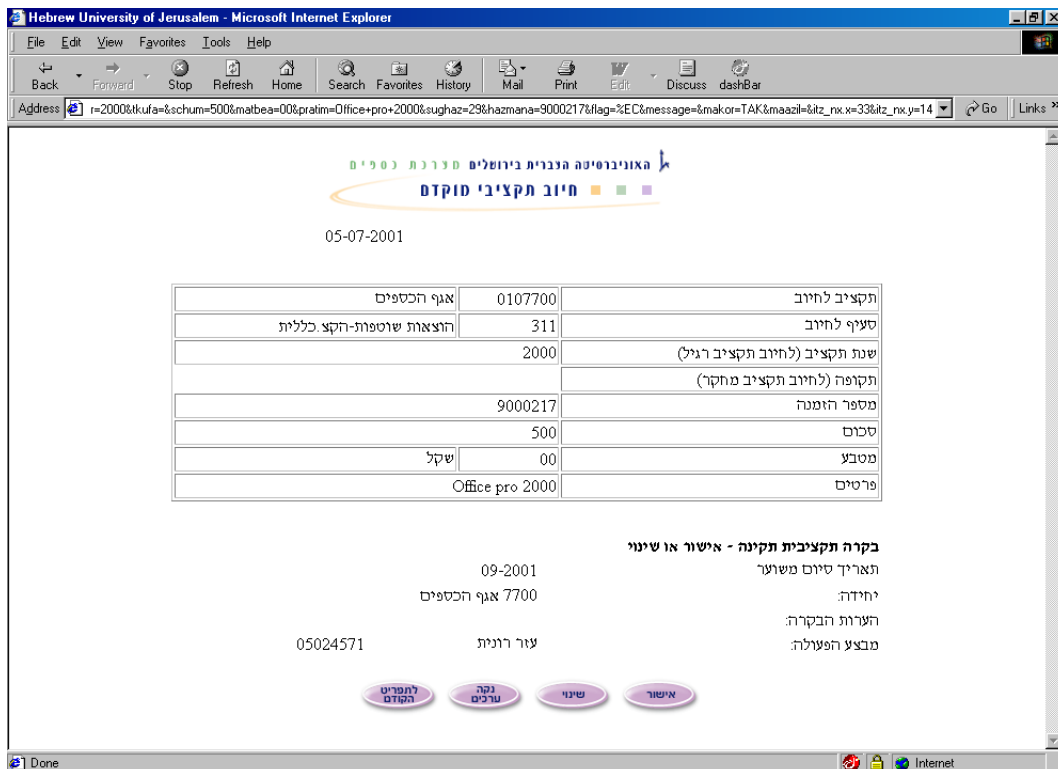 Hebrew University of Jerusalem - Microsoft Internet Explorer
File Edit View Favorites Tools Help
Back Forward Stop Refresh Home Search Favorites History Mail Print Edit Discuss dashBar
Address r=2000&tkufa=&schum=500&matbea=00&pratim=Office+pro+2000&sughaz=29&hazmana=9000217&flag=%EC&message=&makor=TAK&maazil=&itz_nx.x=33&itz_nx.y=14 Go Links »
האוניברסיטה העברית בירושלים מערכת כספים
חיוב תקציבי מוקדם
05-07-2001
תקציב לחיוב 0107700 אגף הכספים
סעיף לחיוב 311 הוצאות שוטפות-הקצ.כללית
שנת תקציב (לחיוב תקציב רגיל) 2000
תקופה (לחיוב תקציב מחקר)
מספר הזמנה 9000217
סכום 500
מטבע 00 שקל
פרטים Office pro 2000
בקרה תקציבית תקינה - אישור או שינוי
תאריך סיום משוער 09-2001
יחידה: 7700 אגף הכספים
הערות הבקרה:
מבצע הפעולה: עזר רונית 05024571
אישור שינוי נקה ערכים לתפריט הקודם
Done Internet